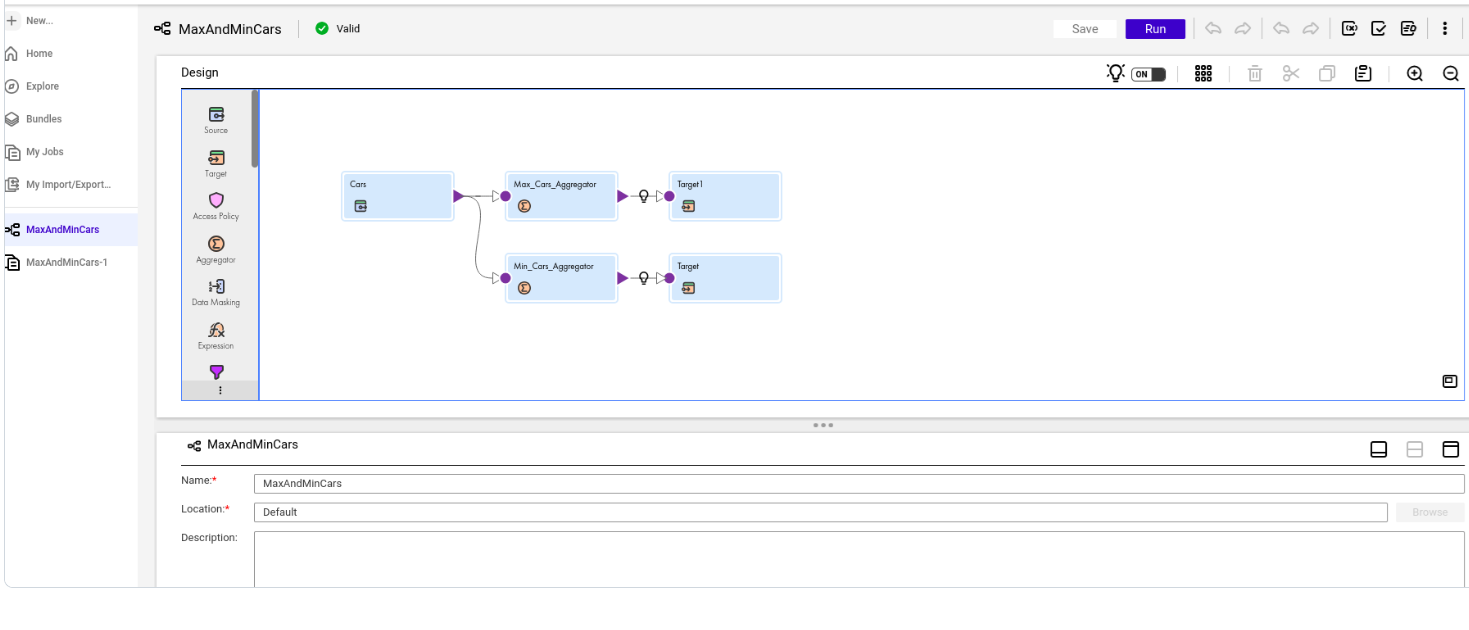 New...
Home
Explore
Bundles
My Jobs
My Import/Export...
MaxAndMinCars
MaxAndMinCars-1
MaxAndMinCars
Valid
Save
Run
Design
ON
Source
Target
Access Policy
Aggregator
Data Masking
Expression
Cars
Max_Cars_Aggregator
Target1
Min_Cars_Aggregator
Target
MaxAndMinCars
Name:*
MaxAndMinCars
Location:*
Default
Browse
Description: